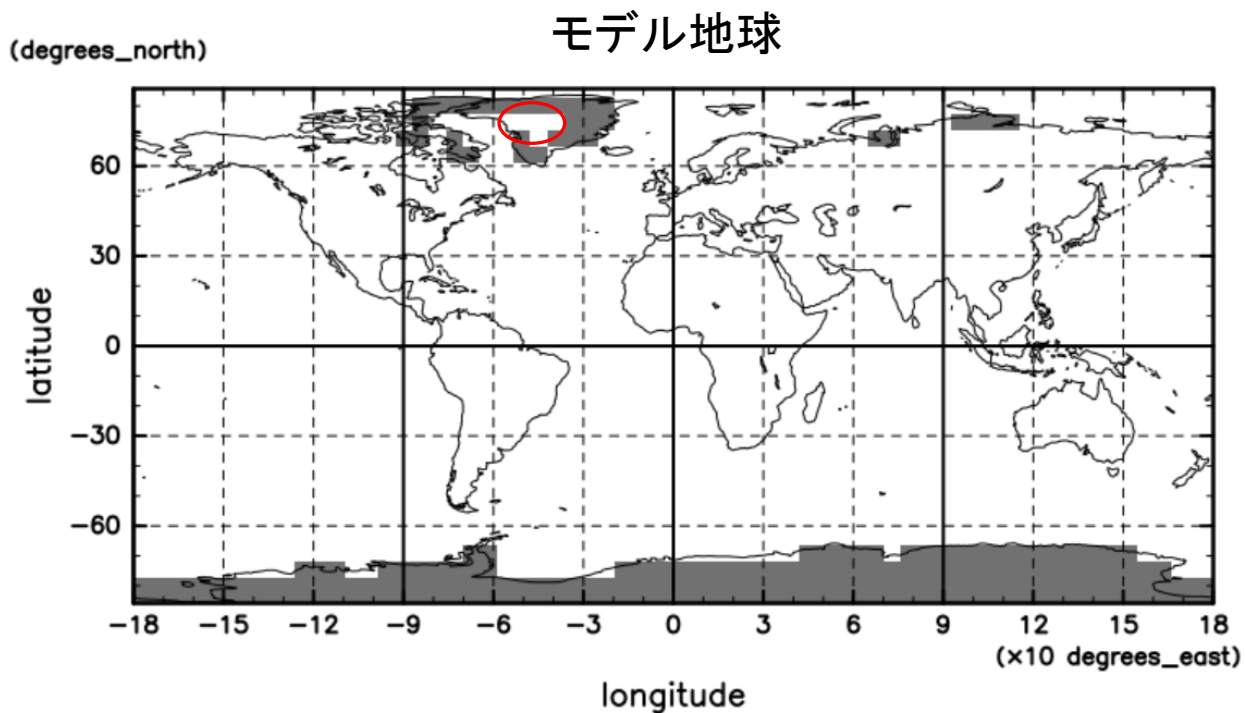 モデル地球
(degrees_north)
60
30
0
−30
−60
latitude
−18 −15 −12 −9 −6 −3 0 3 6 9 12 15 18
(×10 degrees_east)
longitude